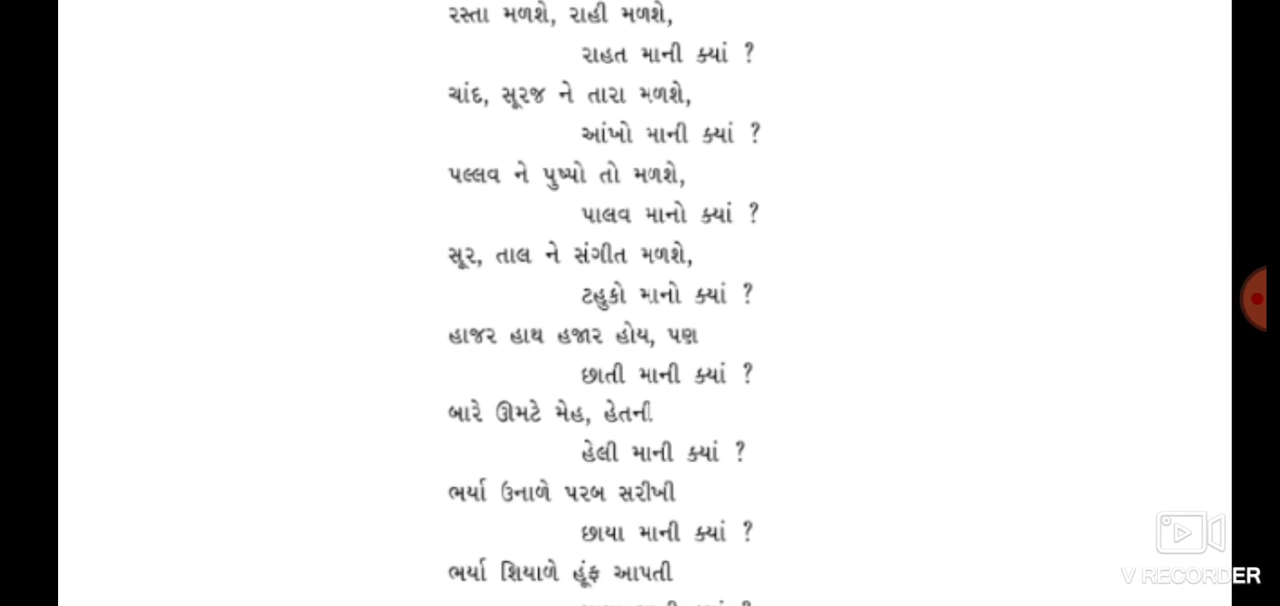 રસ્તા મળશે, રાહી મળશે,
રાહત માની ક્યાં ?
ચાંદ, સૂરજ ને તારા મળશે,
આંખો માની ક્યાં ?
પલ્લવ ને પુષ્પો તો મળશે,
પાલવ માનો ક્યાં ?
સૂર, તાલ ને સંગીત મળશે,
ટહુકો માનો ક્યાં ?
હાજર હાથ હજાર હોય, પણ
છાતી માની ક્યાં ?
બારે ઊમટે મેહ, હેતની
હેલી માની ક્યાં ?
ભર્યા ઉનાળે પરબ સરીખી
છાયા માની ક્યાં ?
ભર્યા શિયાળે હૂંફ આપતી
V RECORDER